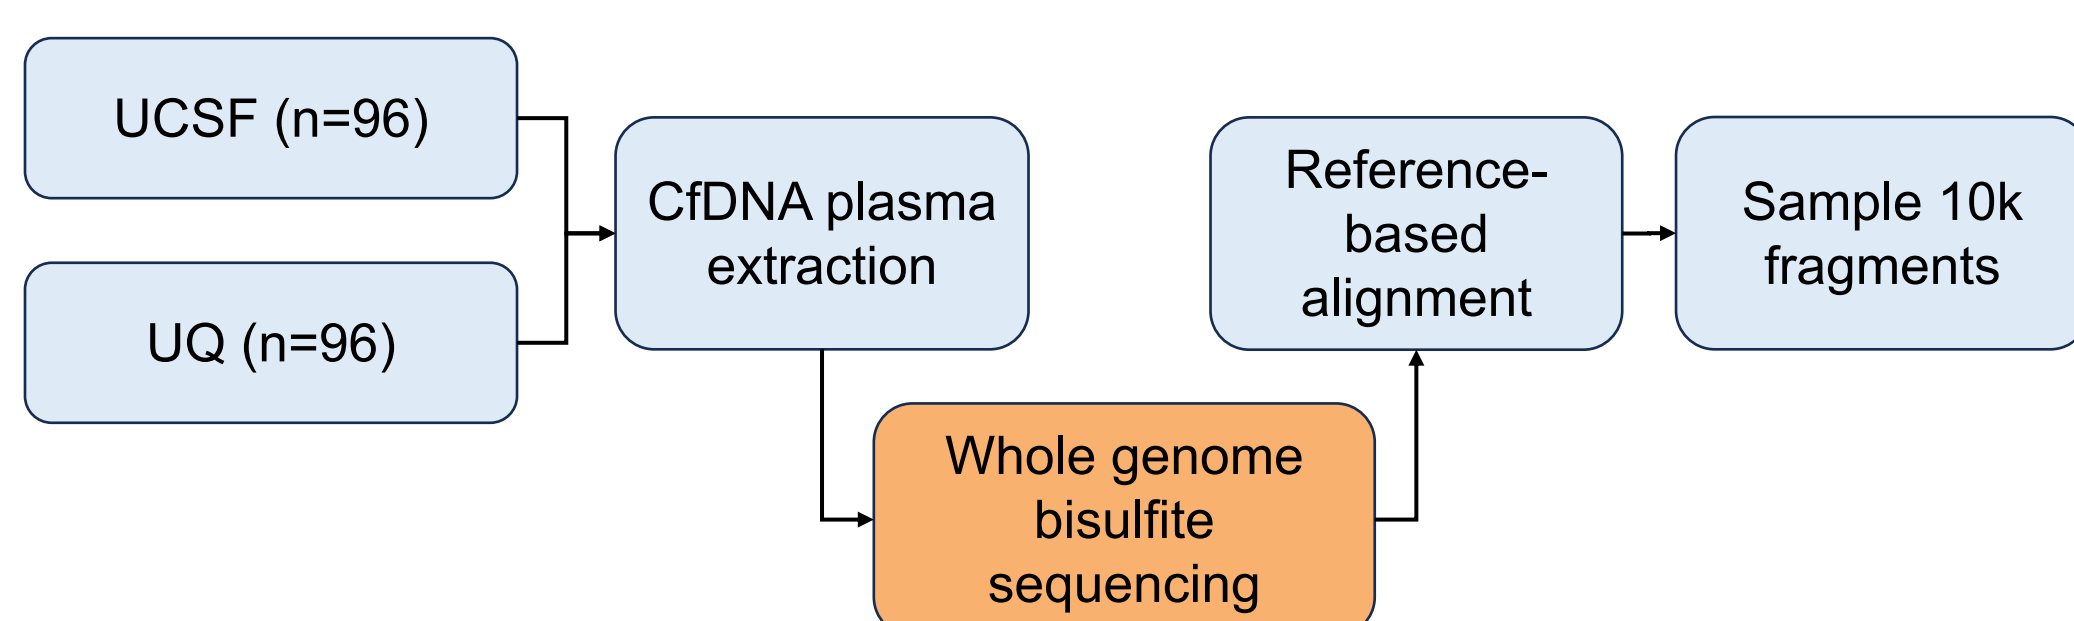 UCSF (n=96)
UQ (n=96)
CfDNA plasma
extraction
Whole genome
bisulfite
sequencing
Reference-
based
alignment
Sample 10k
fragments